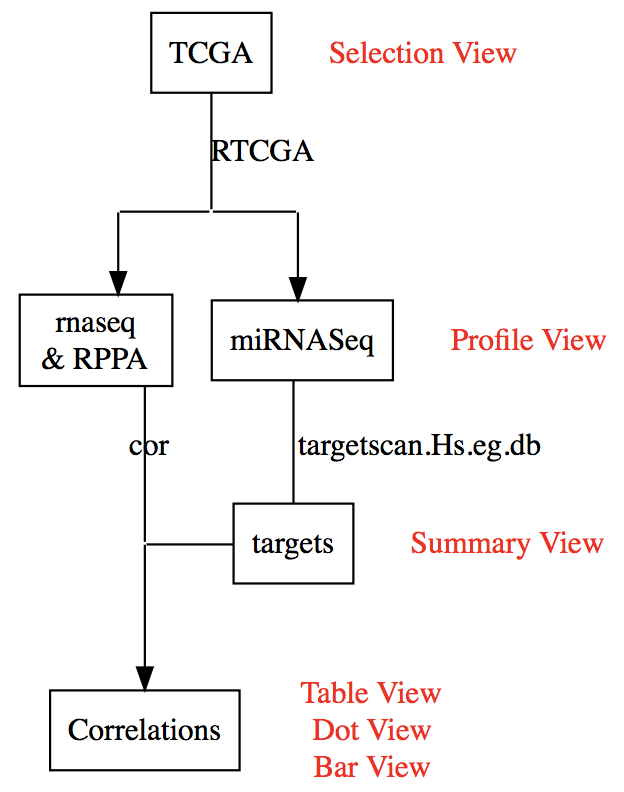 TCGA
Selection View
RTCGA
rnaseq
& RPPA
miRNASeq
Profile View
cor
targetscan.Hs.eg.db
targets
Summary View
Correlations
Table View
Dot View
Bar View